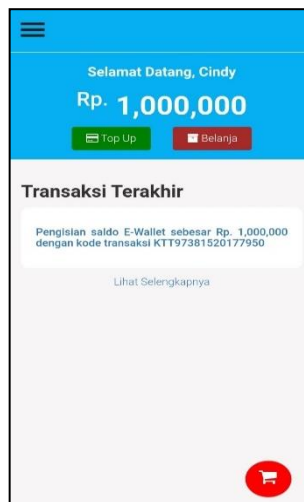 Selamat Datang, Cindy
Rp. 1,000,000
Top Up
Belanja
Transaksi Terakhir
Pengisian saldo E-Wallet sebesar Rp. 1,000,000
dengan kode transaksi KTT97381520177950
Lihat Selengkapnya